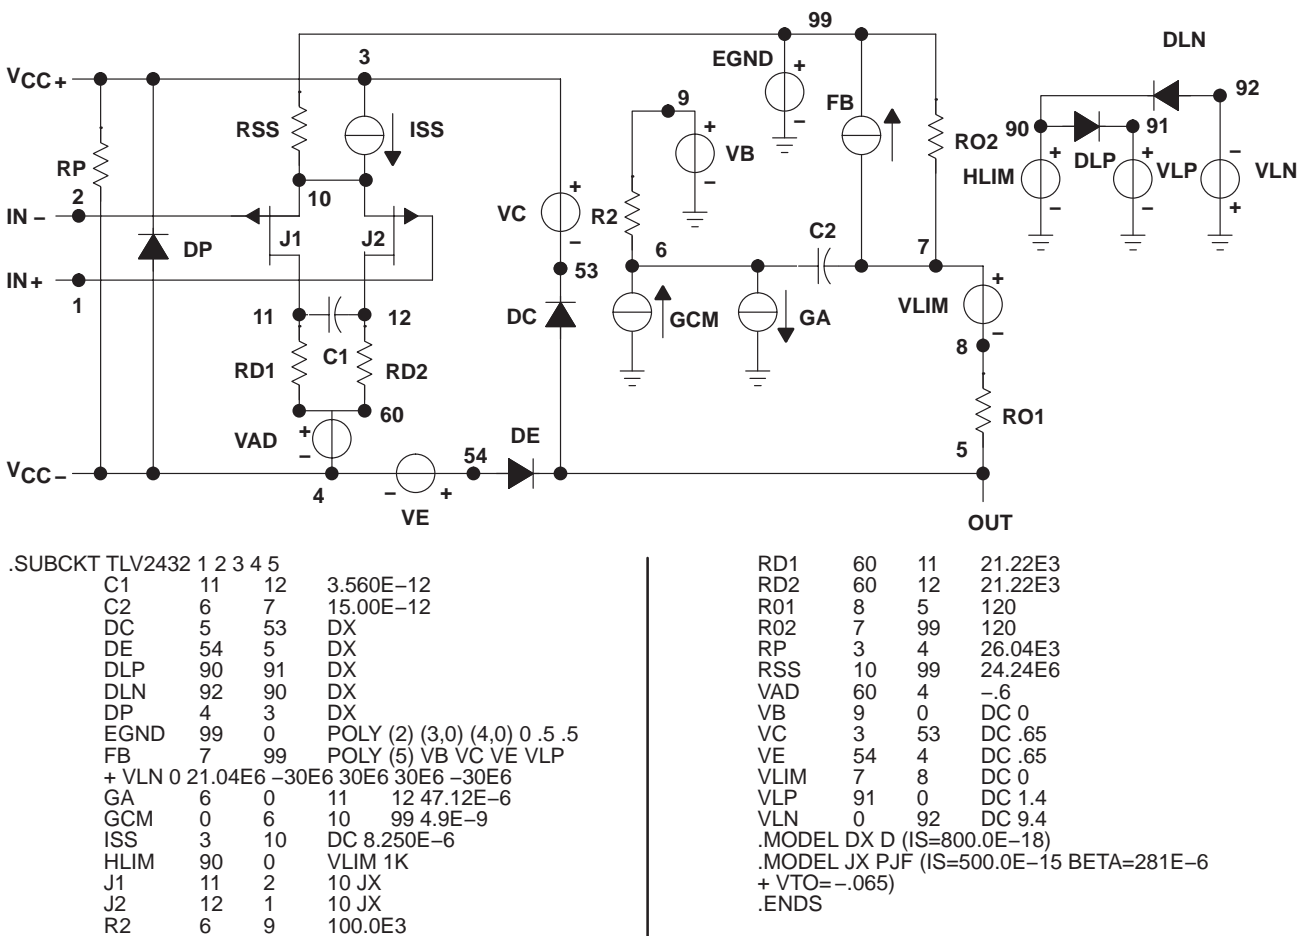 99
DLN
EGND +
3
VCC+
92
9
FB
RSS
ISS
+
90
91
RO2
VB
DLP
RP
HLIM
+
+
VLP
−
VLN
2
10
−
−
−
+
IN −
VC
+
R2
J1
J2
C2
−
DP
6
7
IN+
53
+
1
GCM
GA
VLIM
11
12
DC
−
8
C1
RD1
RD2
RO1
60
VAD
+
−
DE
5
54
VCC−
4
−
+
VE
OUT
.SUBCKT TLV2432 1 2 3 4 5
C1 11 12 3.560E−12
C2 6 7 15.00E−12
DC 5 53 DX
DE 54 5 DX
DLP 90 91 DX
DLN 92 90 DX
DP 4 3 DX
EGND 99 0 POLY (2) (3,0) (4,0) 0 .5 .5
FB 7 99 POLY (5) VB VC VE VLP
+ VLN 0 21.04E6 −30E6 30E6 30E6 −30E6
GA 6 0 11 12 47.12E−6
GCM 0 6 10 99 4.9E−9
ISS 3 10 DC 8.250E−6
HLIM 90 0 VLIM 1K
J1 11 2 10 JX
J2 12 1 10 JX
R2 6 9 100.0E3
RD1 60 11 21.22E3
RD2 60 12 21.22E3
R01 8 5 120
R02 7 99 120
RP 3 4 26.04E3
RSS 10 99 24.24E6
VAD 60 4 −.6
VB 9 0 DC 0
VC 3 53 DC .65
VE 54 4 DC .65
VLIM 7 8 DC 0
VLP 91 0 DC 1.4
VLN 0 92 DC 9.4
.MODEL DX D (IS=800.0E−18)
.MODEL JX PJF (IS=500.0E−15 BETA=281E−6
+ VTO=−.065)
.ENDS